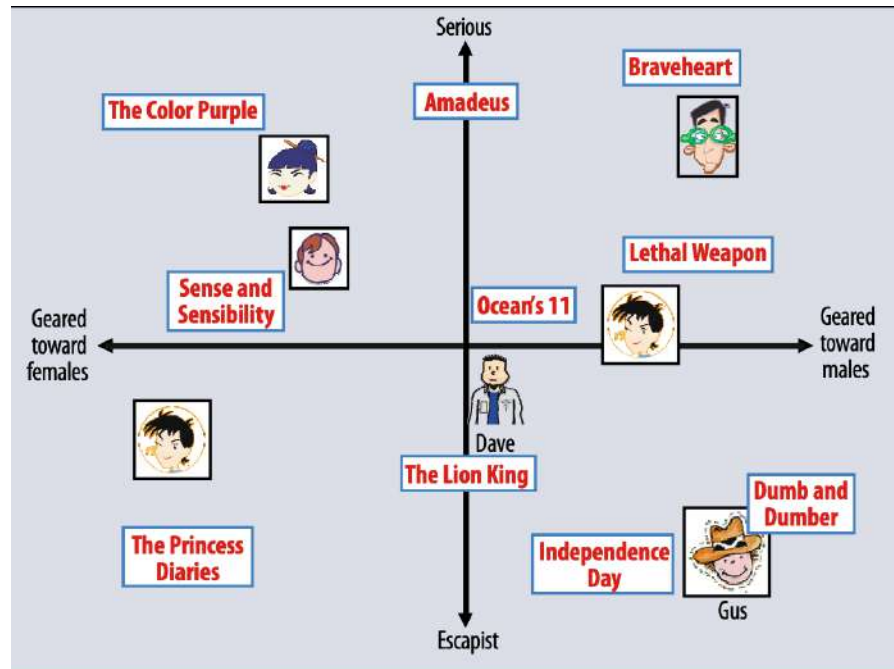 Serious
Braveheart
Amadeus
The Color Purple
Lethal Weapon
Sense and
Sensibility
Ocean's 11
Geared
toward
females
Geared
toward
males
Dave
The Lion King
Dumb and
Dumber
The Princess
Diaries
Independence
Day
Gus
Escapist